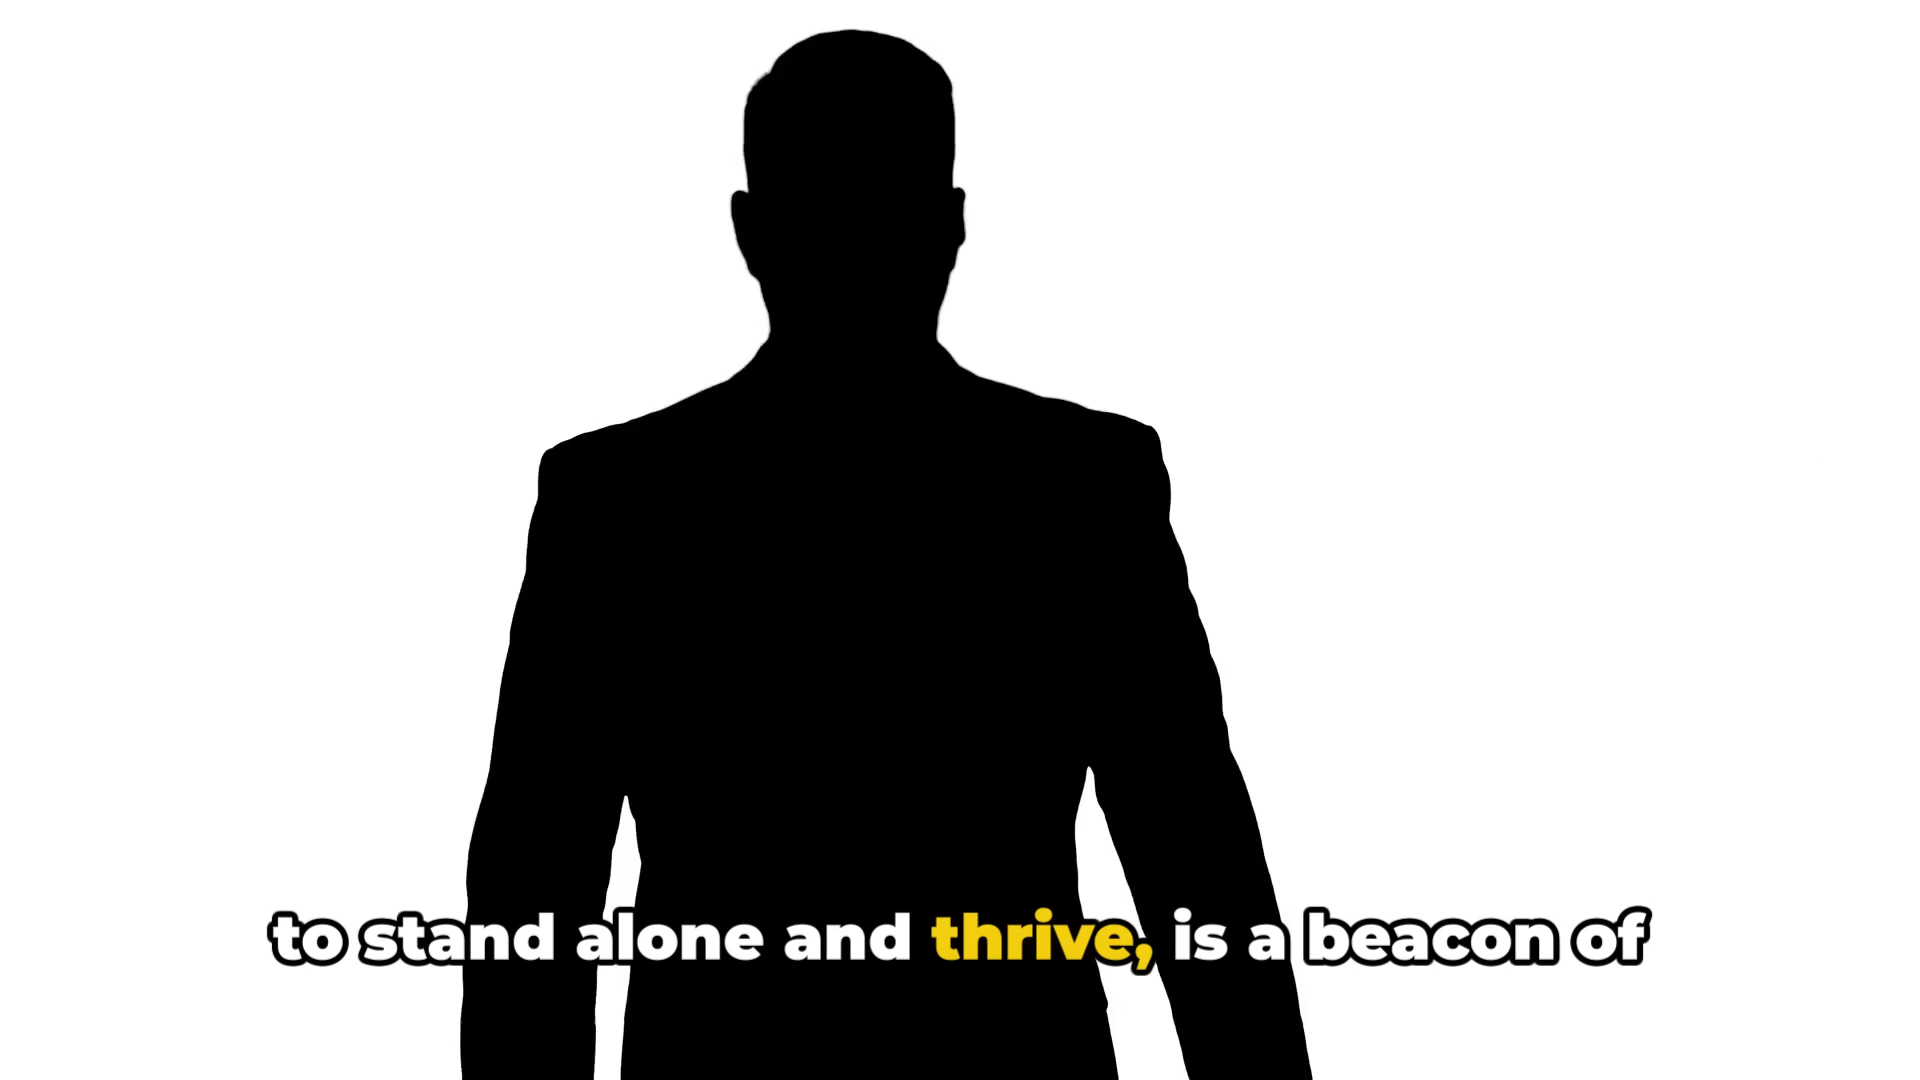 to stand alone and thrive, is a beacon of